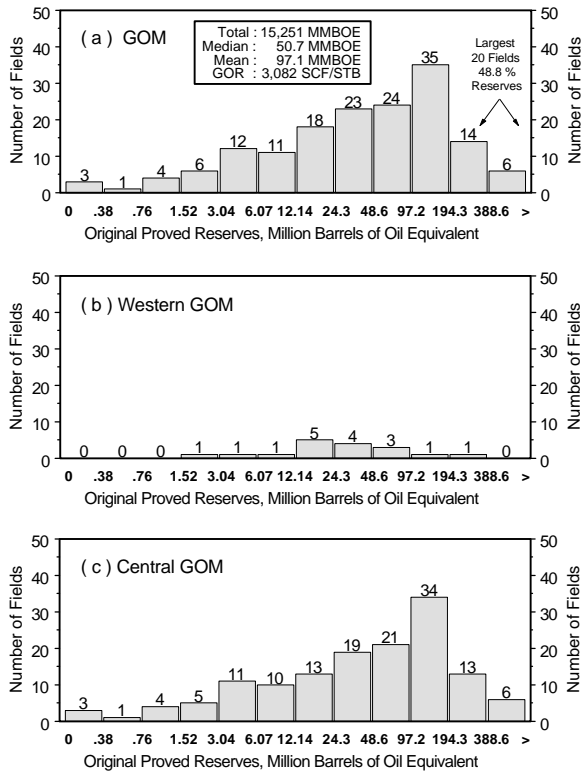 ( a ) GOM
Total : 15,251 MMBOE
Median : 50.7 MMBOE
Mean : 97.1 MMBOE
GOR : 3,082 SCF/STB
Largest
20 Fields
48.8 %
Reserves
Number of Fields
Number of Fields
50 50
40 40
30 30
20 20
10 10
0 0
3 1 4 6 12 11 18 23 24 35 14 6
0 .38 .76 1.52 3.04 6.07 12.14 24.3 48.6 97.2 194.3 388.6 >
Original Proved Reserves, Million Barrels of Oil Equivalent
( b ) Western GOM
Number of Fields
Number of Fields
50 50
40 40
30 30
20 20
10 10
0 0
0 0 0 1 1 1 5 4 3 1 1 0
0 .38 .76 1.52 3.04 6.07 12.14 24.3 48.6 97.2 194.3 388.6 >
Original Proved Reserves, Million Barrels of Oil Equivalent
( c ) Central GOM
Number of Fields
Number of Fields
50 50
40 40
30 30
20 20
10 10
0 0
3 1 4 5 11 10 13 19 21 34 13 6
0 .38 .76 1.52 3.04 6.07 12.14 24.3 48.6 97.2 194.3 388.6 >
Original Proved Reserves, Million Barrels of Oil Equivalent